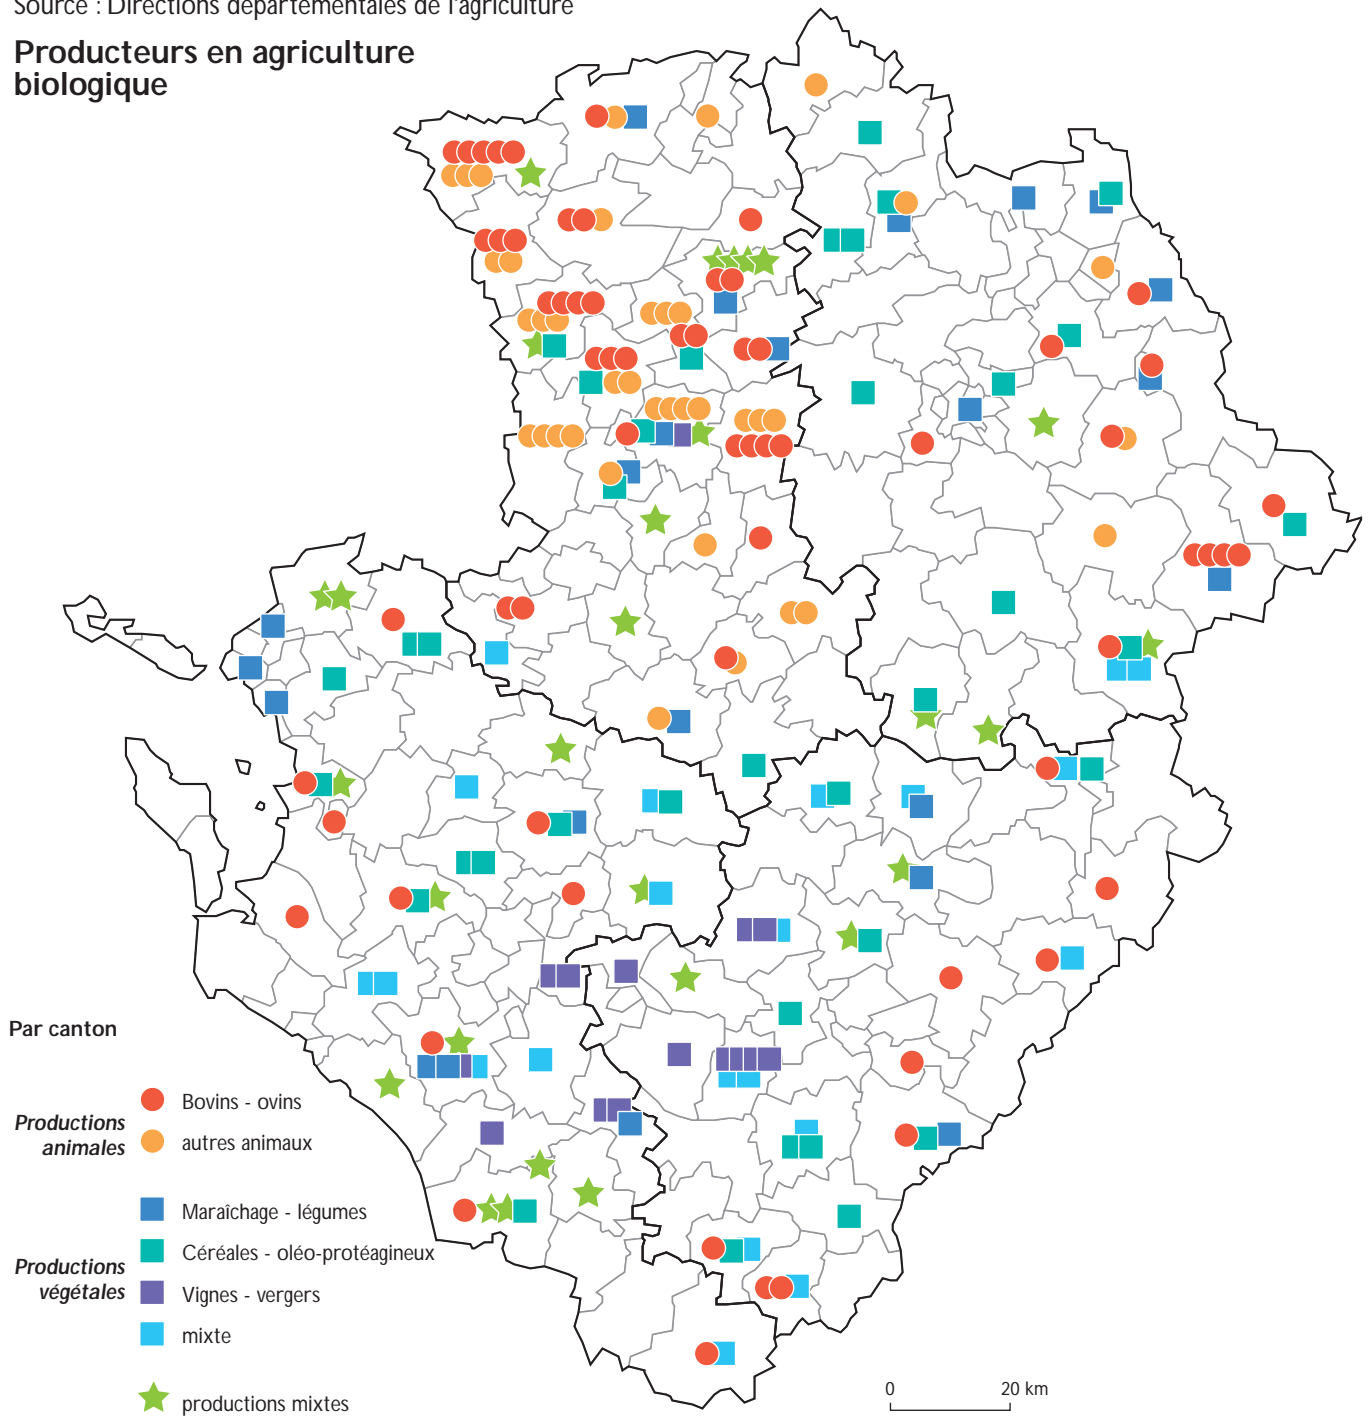 Source : Directions départementales de l'agriculture
Producteurs en agriculture
biologique
Par canton
Productions
animales
Bovins - ovins
autres animaux
Productions
végétales
Maraîchage - légumes
Céréales - oléo-protéagineux
Vignes - vergers
mixte
productions mixtes
0 20 km